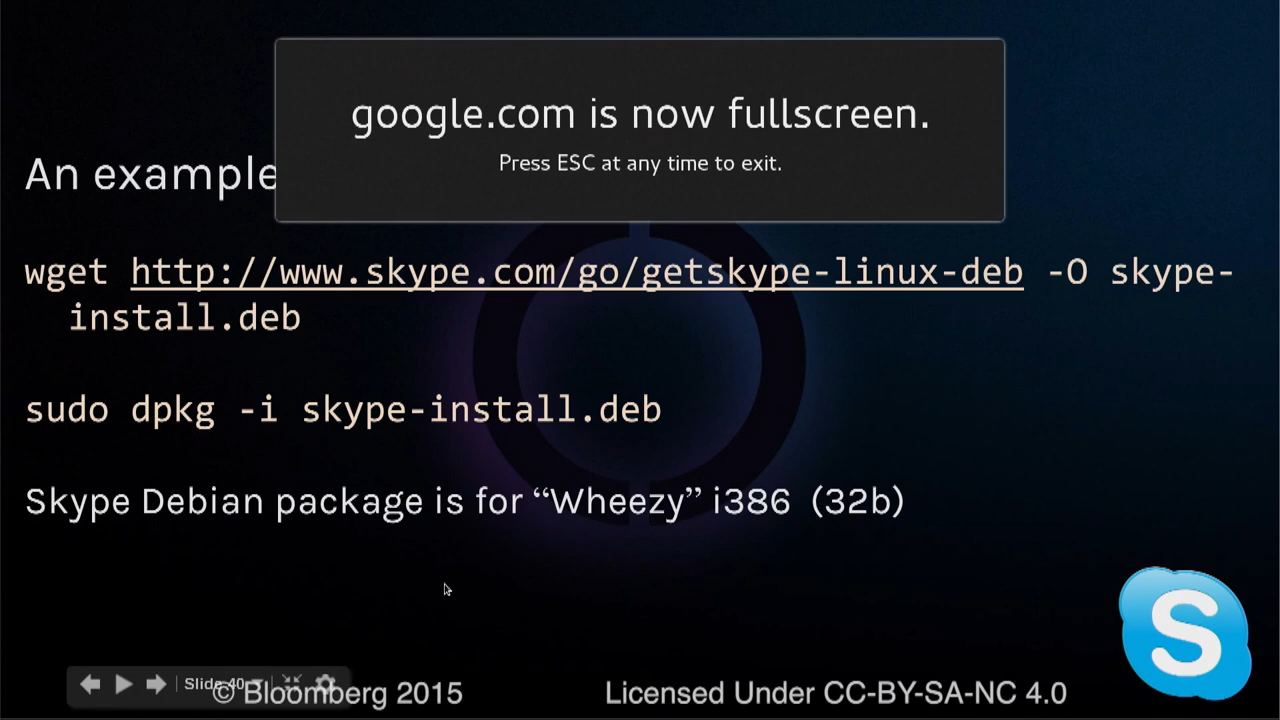 google.com is now fullscreen.
Press ESC at any time to exit.
An example
wget http://www.skype.com/go/getskype-linux-deb -O skype-
install.deb
sudo dpkg -i skype-install.deb
Skype Debian package is for “Wheezy” i386 (32b)
S
Slide 40
© Bloomberg 2015
Licensed Under CC-BY-SA-NC 4.0